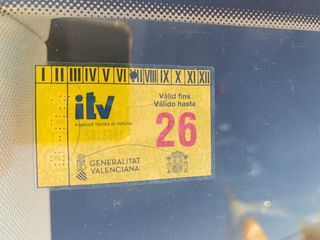 I II III IV V VI VII VIII IX X XI XII
itv
Inspecció Tècnica de Vehicles
Vàlid fins
Válido hasta
26
GENERALITAT
VALENCIANA